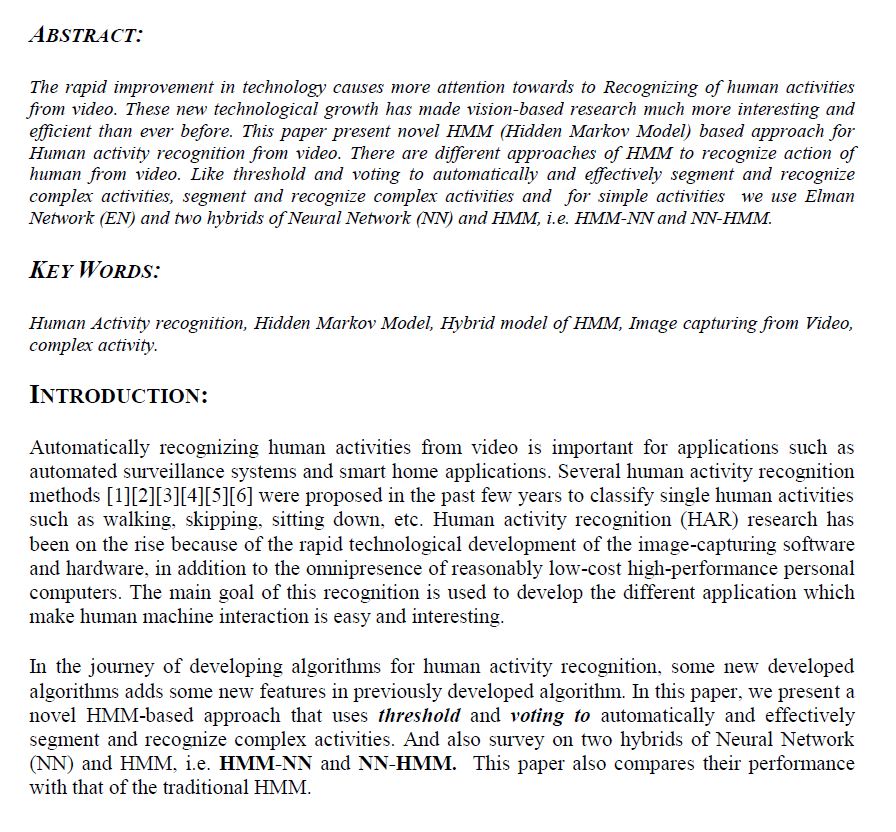 ABSTRACT:
The rapid improvement in technology causes more attention towards to Recognizing of human activities
from video. These new technological growth has made vision-based research much more interesting and
efficient than ever before. This paper present novel HMM (Hidden Markov Model) based approach for
Human activity recognition from video. There are different approaches of HMM to recognize action of
human from video. Like threshold and voting to automatically and effectively segment and recognize
complex activities, segment and recognize complex activities and for simple activities we use Elman
Network (EN) and two hybrids of Neural Network (NN) and HMM, i.e. HMM-NN and NN-HMM.
KEY WORDS:
Human Activity recognition, Hidden Markov Model, Hybrid model of HMM, Image capturing from Video,
complex activity.
INTRODUCTION:
Automatically recognizing human activities from video is important for applications such as
automated surveillance systems and smart home applications. Several human activity recognition
methods [1][2][3][4][5][6] were proposed in the past few years to classify single human activities
such as walking, skipping, sitting down, etc. Human activity recognition (HAR) research has
been on the rise because of the rapid technological development of the image-capturing software
and hardware, in addition to the omnipresence of reasonably low-cost high-performance personal
computers. The main goal of this recognition is used to develop the different application which
make human machine interaction is easy and interesting.
In the journey of developing algorithms for human activity recognition, some new developed
algorithms adds some new features in previously developed algorithm. In this paper, we present a
novel HMM-based approach that uses threshold and voting to automatically and effectively
segment and recognize complex activities. And also survey on two hybrids of Neural Network
(NN) and HMM, i.e. HMM-NN and NN-HMM. This paper also compares their performance
with that of the traditional HMM.